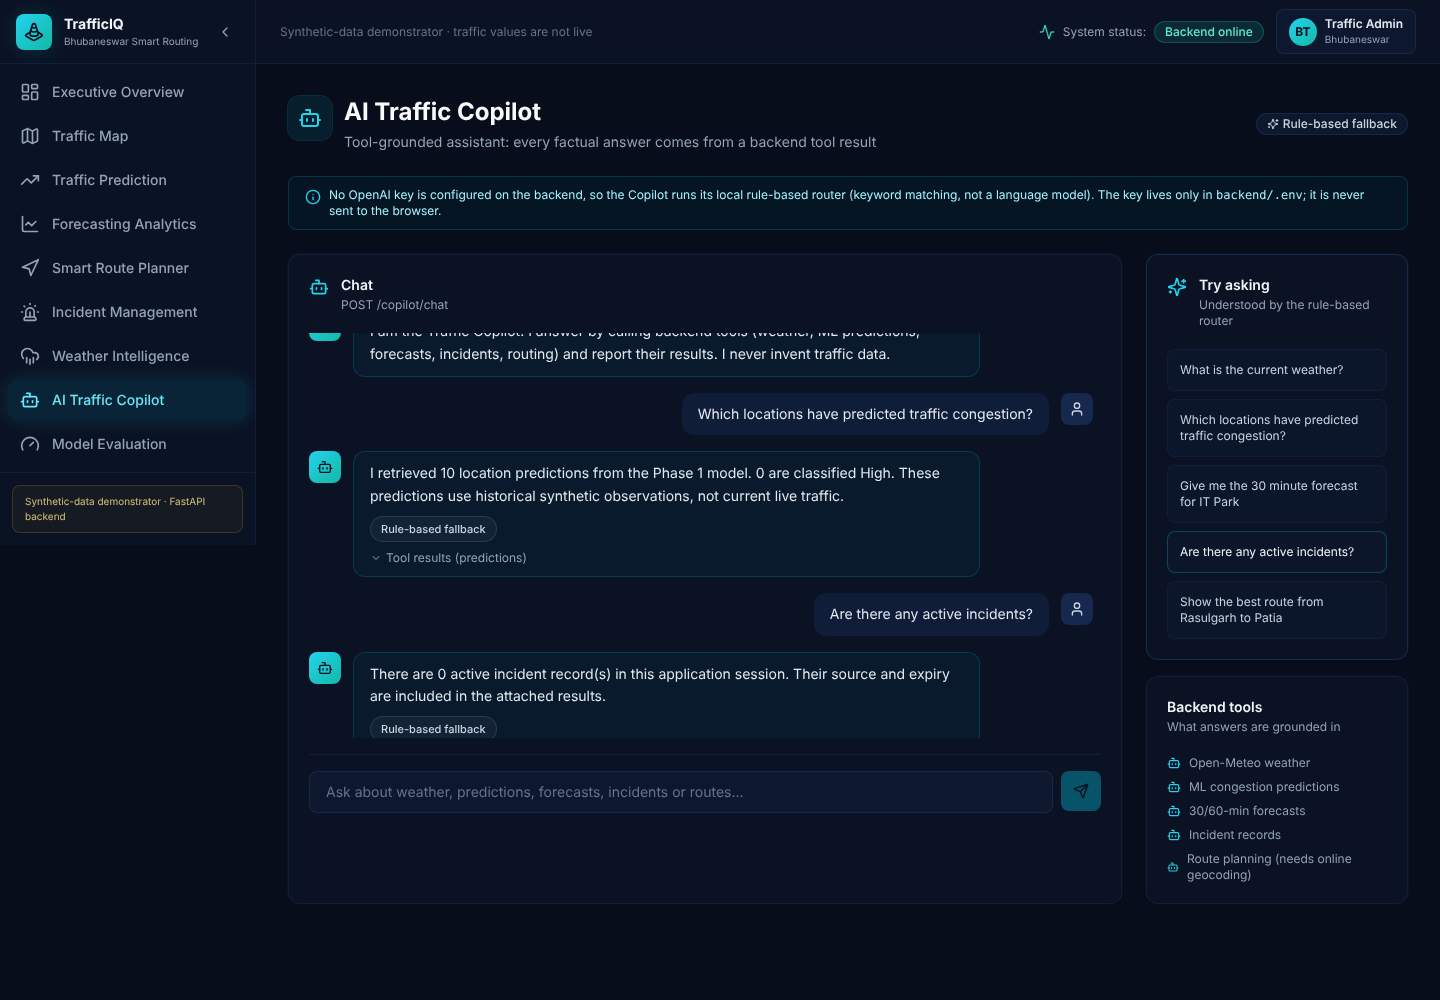 TrafficIQ
Bhubaneswar Smart Routing
Synthetic-data demonstrator · traffic values are not live
System status:
Backend online
BT
Traffic Admin
Bhubaneswar
Executive Overview
Traffic Map
Traffic Prediction
Forecasting Analytics
Smart Route Planner
Incident Management
Weather Intelligence
AI Traffic Copilot
Model Evaluation
Synthetic-data demonstrator · FastAPI
backend
AI Traffic Copilot
Tool-grounded assistant: every factual answer comes from a backend tool result
Rule-based fallback
No OpenAI key is configured on the backend, so the Copilot runs its local rule-based router (keyword matching, not a language model). The key lives only in backend/.env; it is never
sent to the browser.
Chat
POST /copilot/chat
I am the Traffic Copilot. I answer by calling backend tools (weather, ML predictions,
forecasts, incidents, routing) and report their results. I never invent traffic data.
Which locations have predicted traffic congestion?
I retrieved 10 location predictions from the Phase 1 model. 0 are classified High. These
predictions use historical synthetic observations, not current live traffic.
Rule-based fallback
Tool results (predictions)
Are there any active incidents?
There are 0 active incident record(s) in this application session. Their source and expiry
are included in the attached results.
Rule-based fallback
Ask about weather, predictions, forecasts, incidents or routes...
Try asking
Understood by the rule-based
router
What is the current weather?
Which locations have predicted
traffic congestion?
Give me the 30 minute forecast
for IT Park
Are there any active incidents?
Show the best route from
Rasulgarh to Patia
Backend tools
What answers are grounded in
Open-Meteo weather
ML congestion predictions
30/60-min forecasts
Incident records
Route planning (needs online
geocoding)